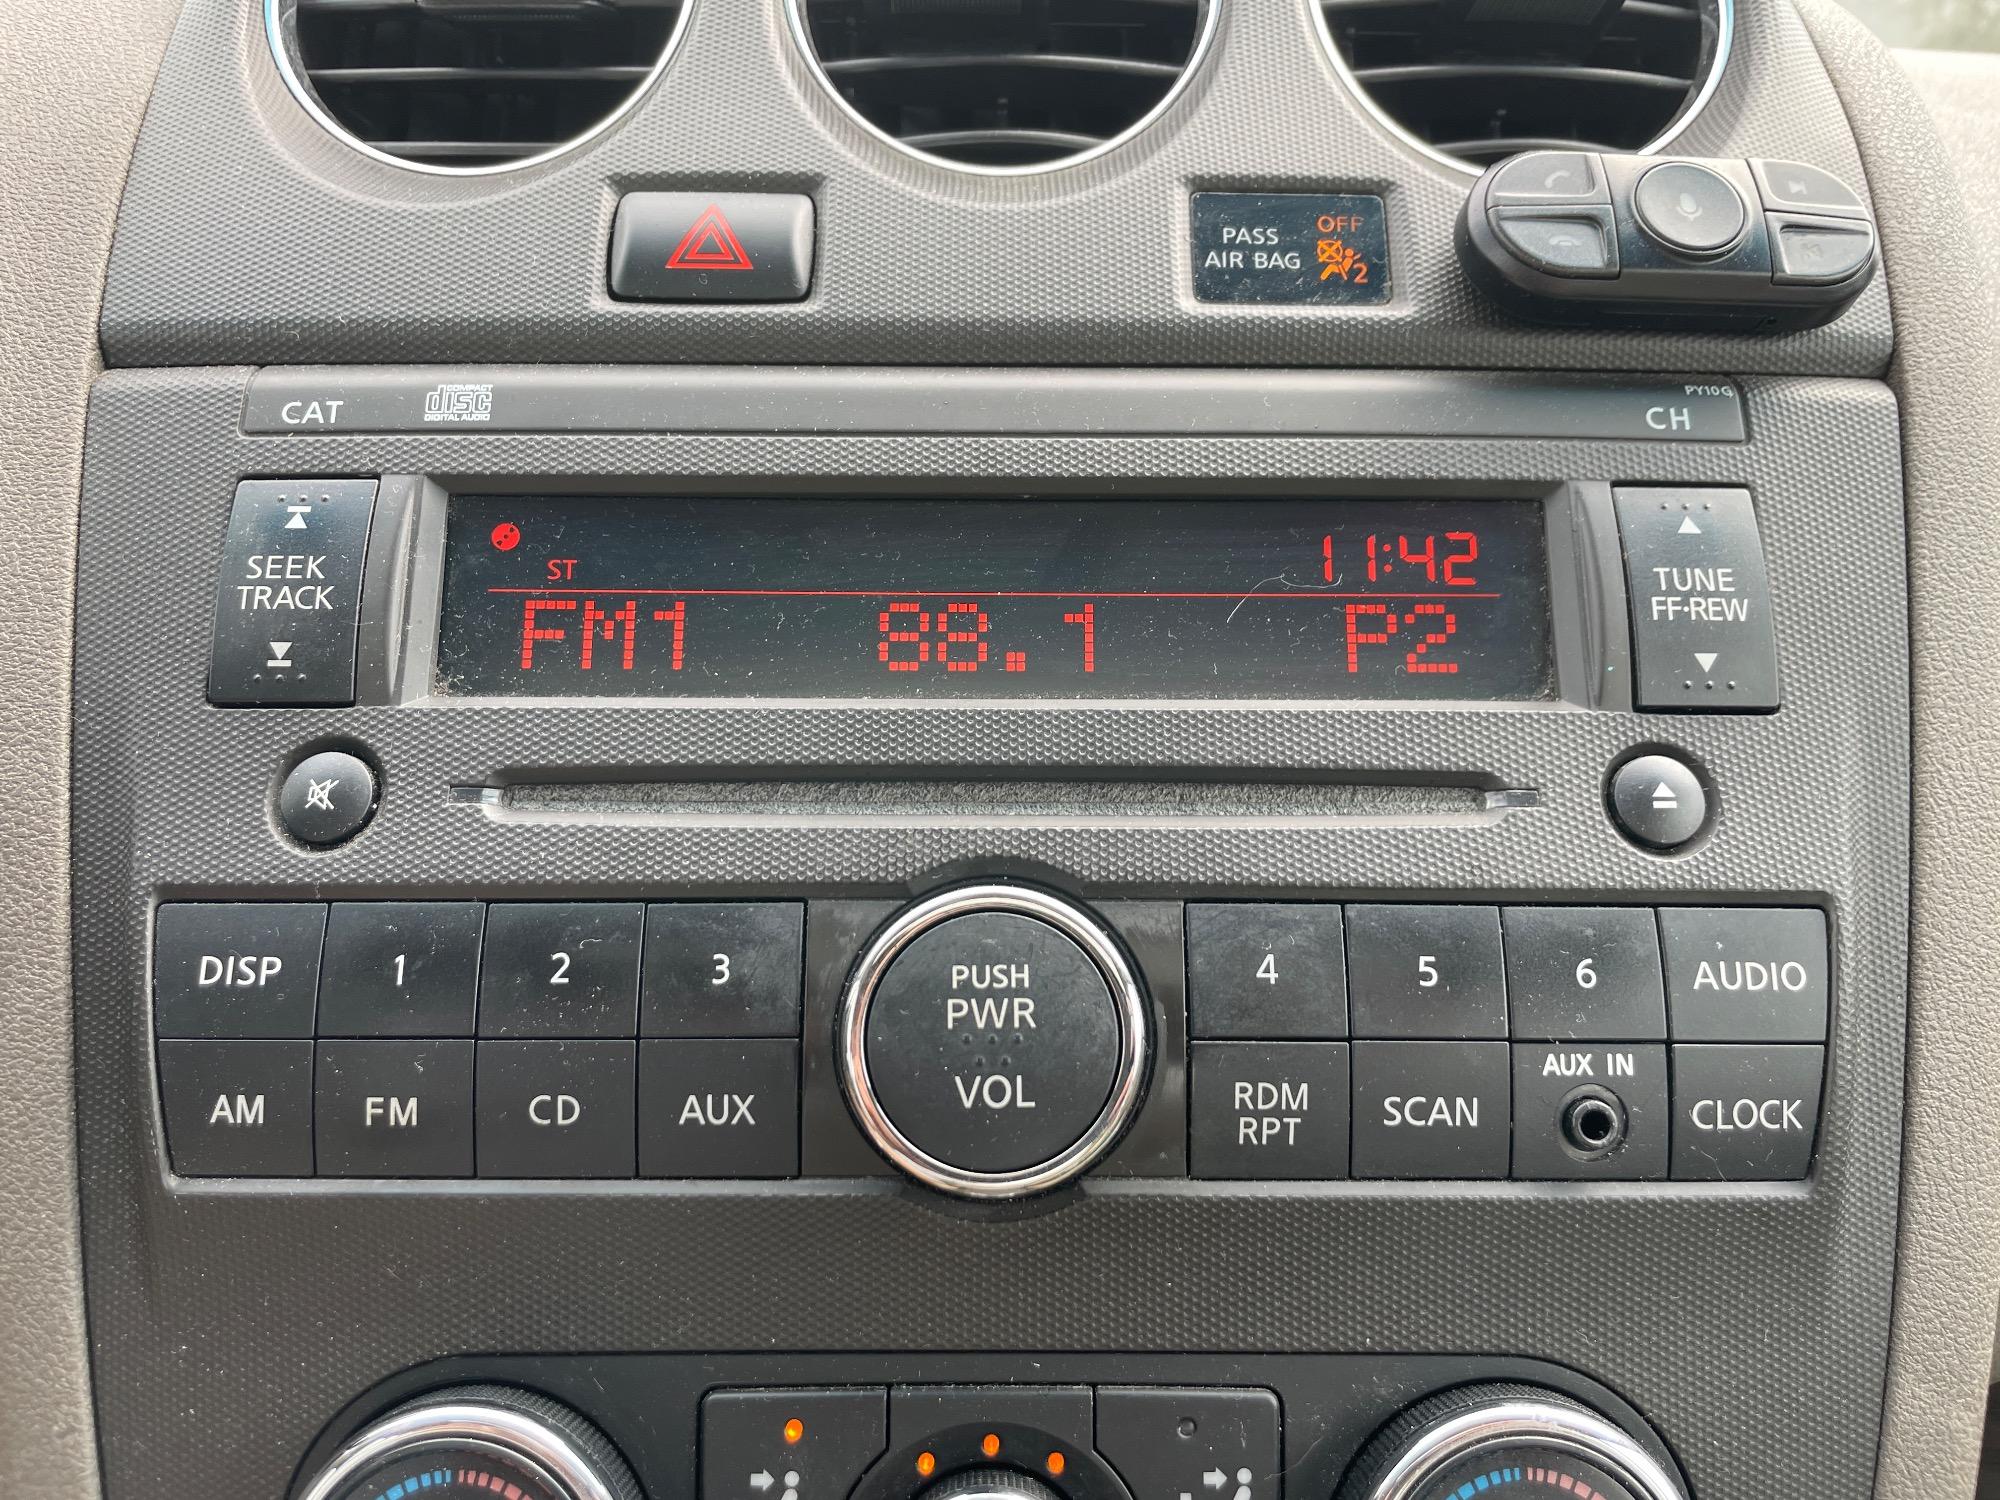 OFF
PASS
AIR BAG 2
PY10G
CAT COMPACT disc DIGITAL AUDIO CH
SEEK
TRACK
ST 11:42
FM1 88.1 P2
TUNE
FF·REW
DISP 1 2 3
PUSH
PWR
VOL
4 5 6 AUDIO
AM FM CD AUX
RDM
RPT
SCAN
AUX IN
CLOCK